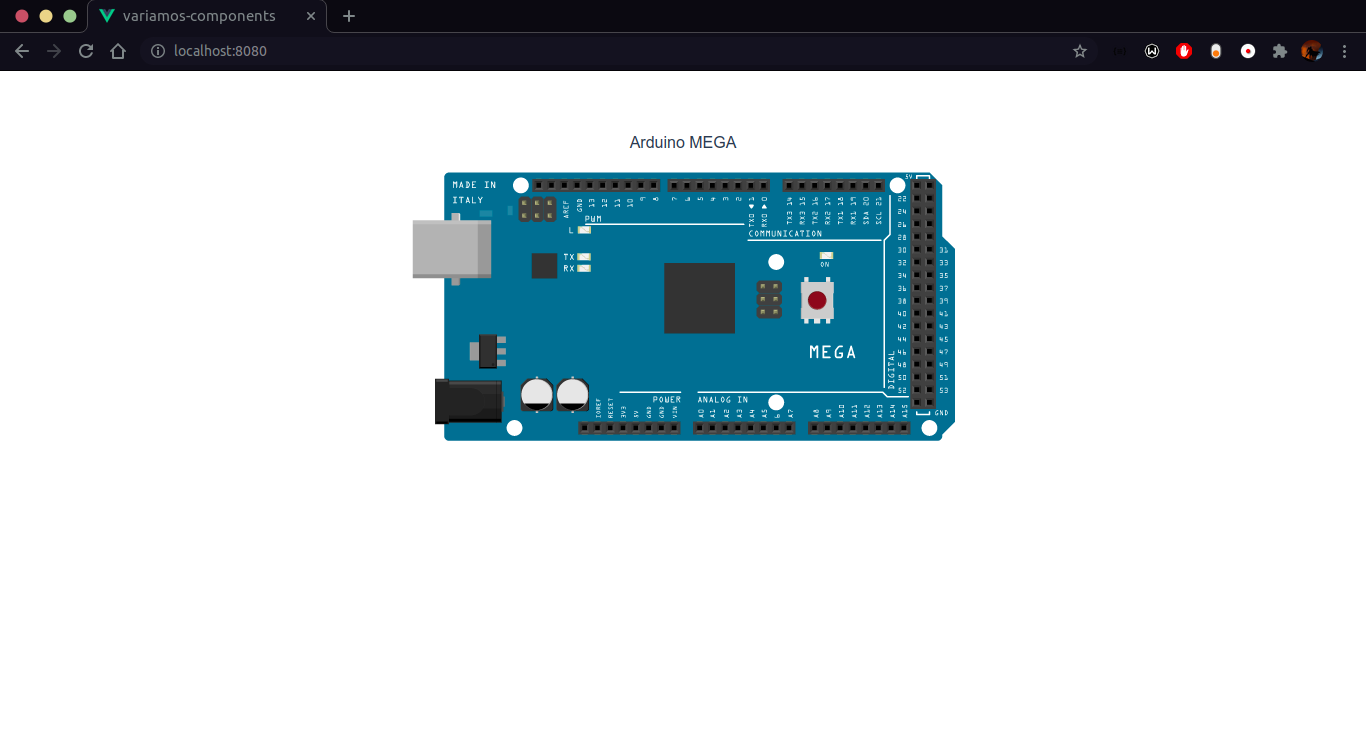 variamos-components
localhost:8080
Arduino MEGA
MADE IN
ITALY
AREF
GND
13
12
11
10
9
8
7
6
5
4
3
2
TXO ◀ 1
RXO ▶ 0
TX3 14
RX3 15
TX2 16
RX2 17
TX1 18
RX1 19
SDA 20
SCL 21
5V
PWM
COMMUNICATION
L
TX
RX
ON
22
24
26
28
30 31
32 33
34 35
36 37
38 39
40 41
42 43
44 45
46 47
48 49
50 51
52 53
GND
DIGITAL
MEGA
POWER
ANALOG IN
IOREF
RESET
3V3
5V
GND
GND
VIN
A0
A1
A2
A3
A4
A5
6
A7
A8
A9
A10
A11
A12
A13
A14
A15